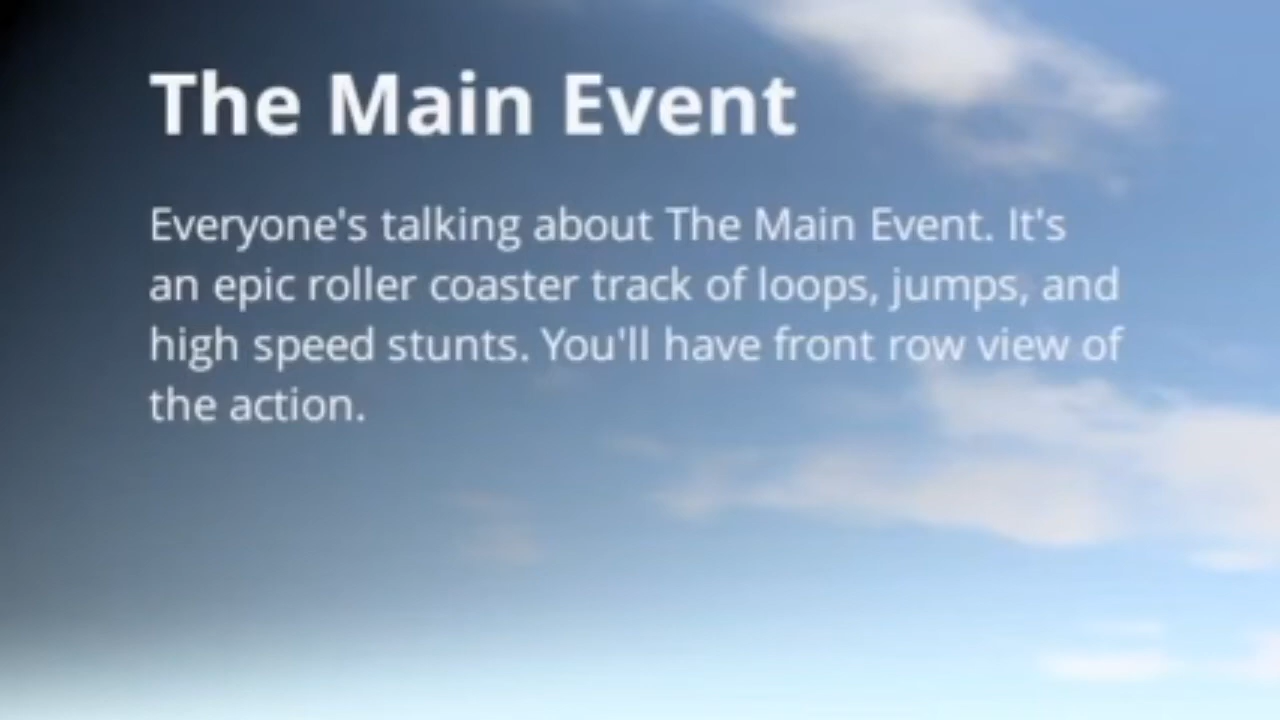 The Main Event
Everyone's talking about The Main Event. It's
an epic roller coaster track of loops, jumps, and
high speed stunts. You'll have front row view of
the action.